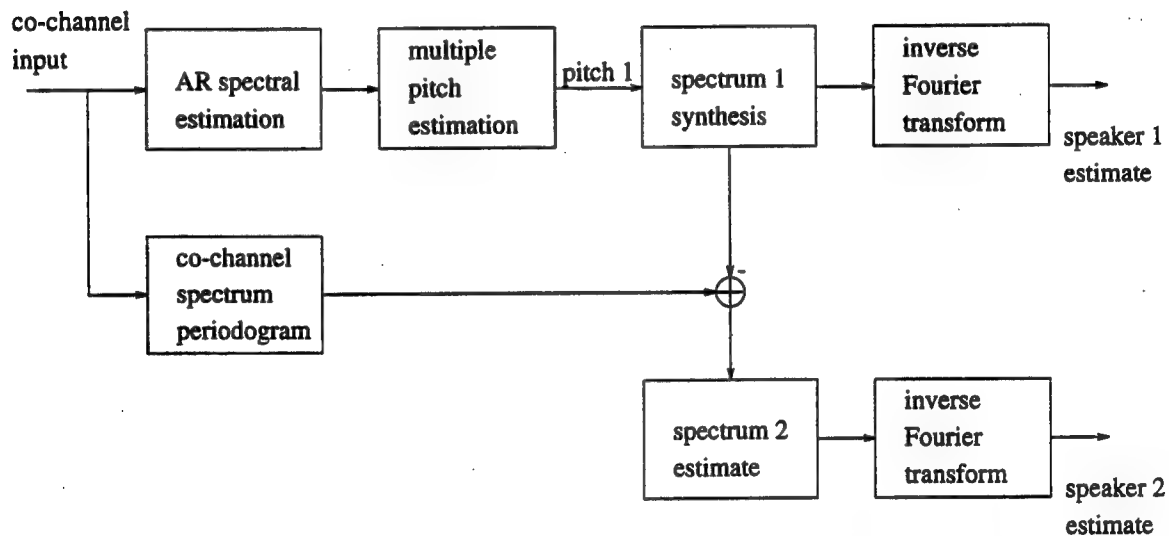 co-channel
input
AR spectral
estimation
multiple
pitch
estimation
pitch 1
spectrum 1
synthesis
inverse
Fourier
transform
speaker 1
estimate
co-channel
spectrum
periodogram
-
spectrum 2
estimate
inverse
Fourier
transform
speaker 2
estimate